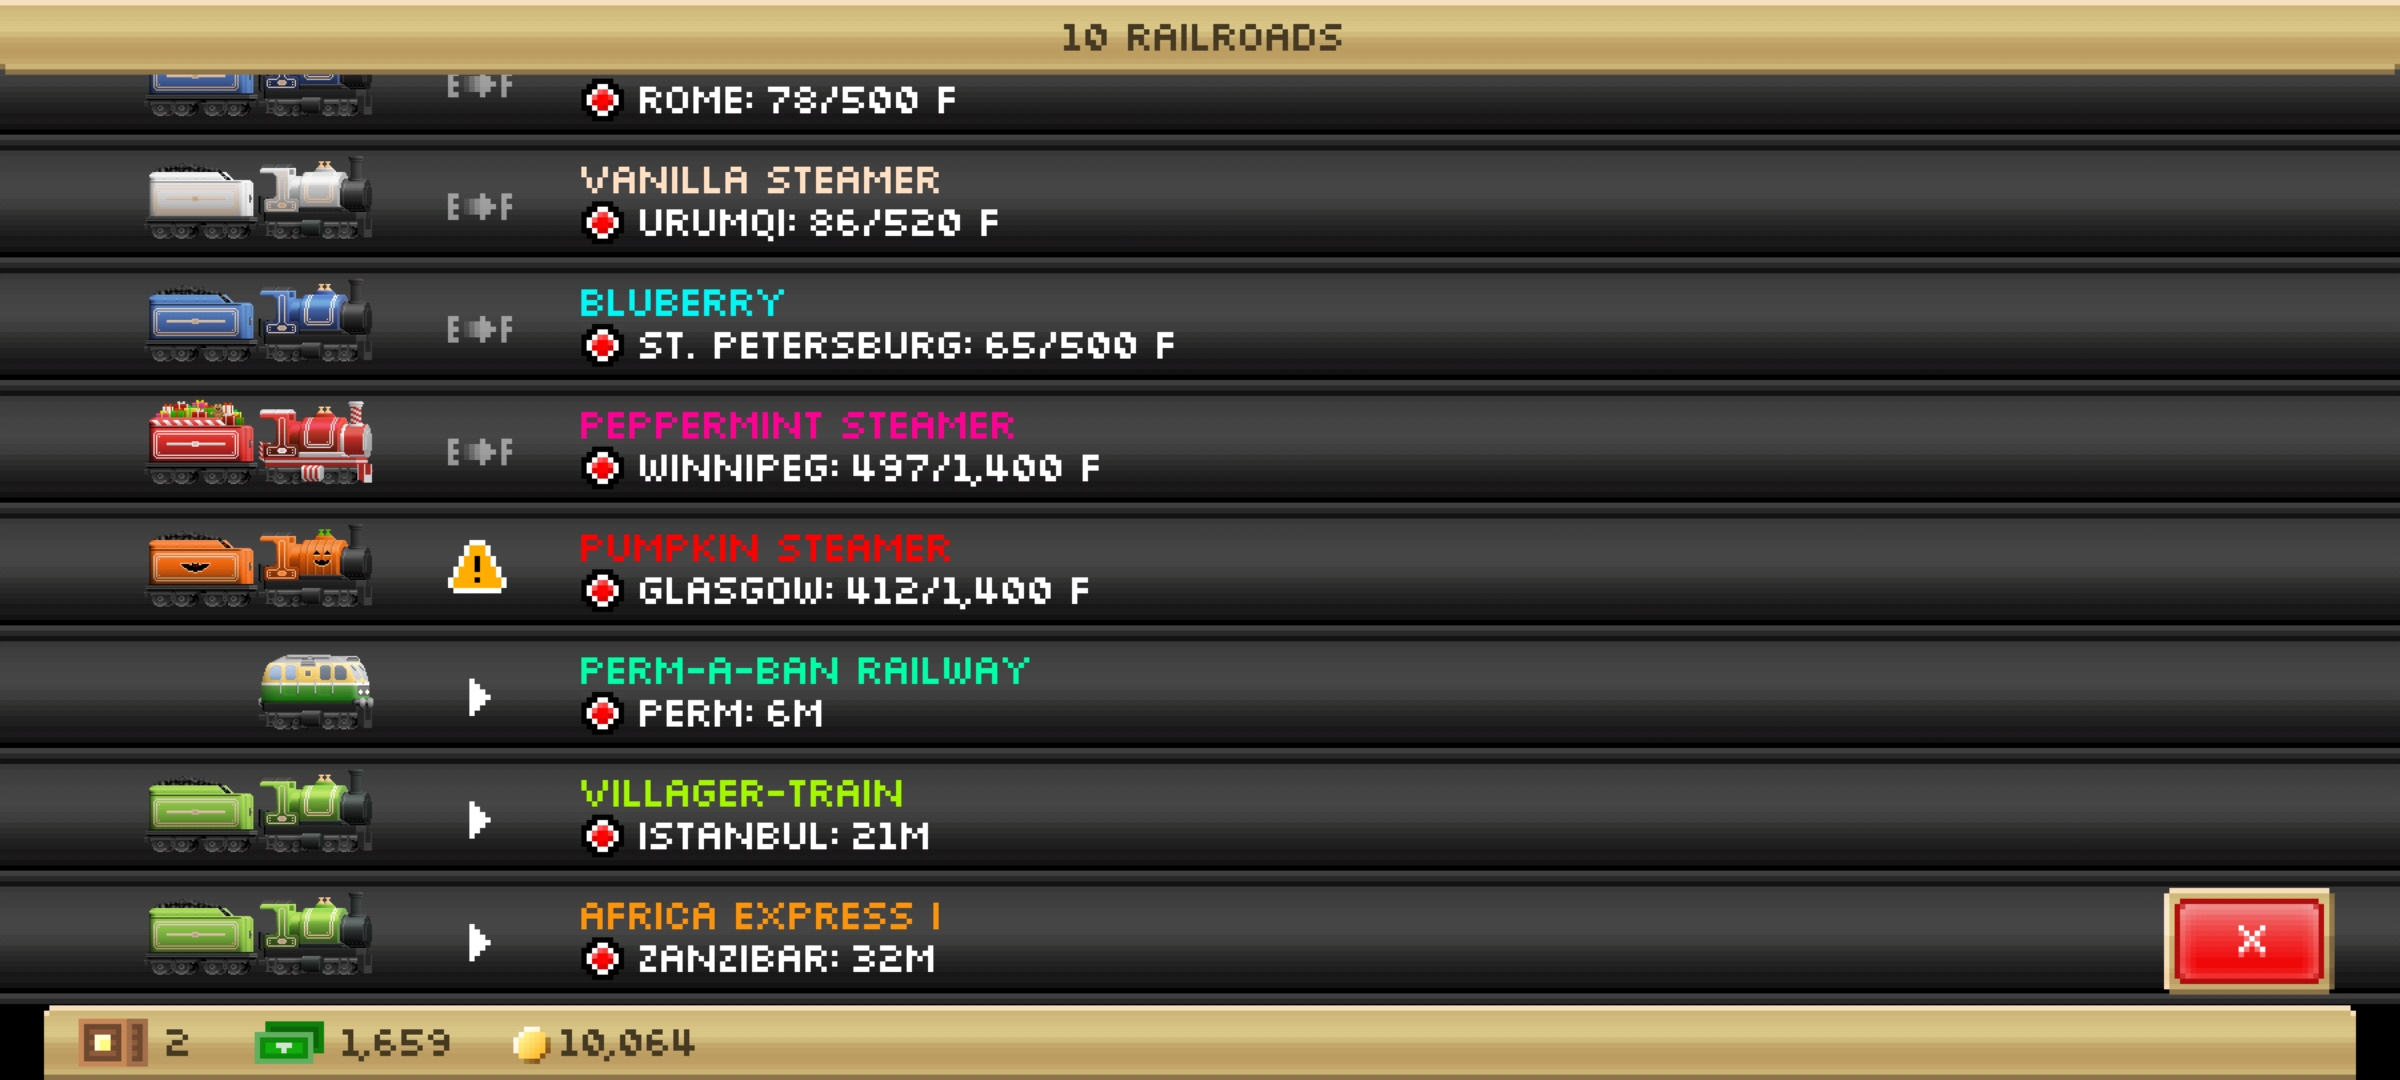 10 RAILROADS
E F
ROME: 78/500 F
VANILLA STEAMER
E F
URUMQI: 86/520 F
BLUBERRY
E F
ST. PETERSBURG: 65/500 F
PEPPERMINT STEAMER
E F
WINNIPEG: 497/1,400 F
PUMPKIN STEAMER
!
GLASGOW: 412/1,400 F
PERM-A-BAN RAILWAY
PERM: 6M
VILLAGER-TRAIN
ISTANBUL: 21M
AFRICA EXPRESS I
ZANZIBAR: 32M
X
2 1,659 10,064